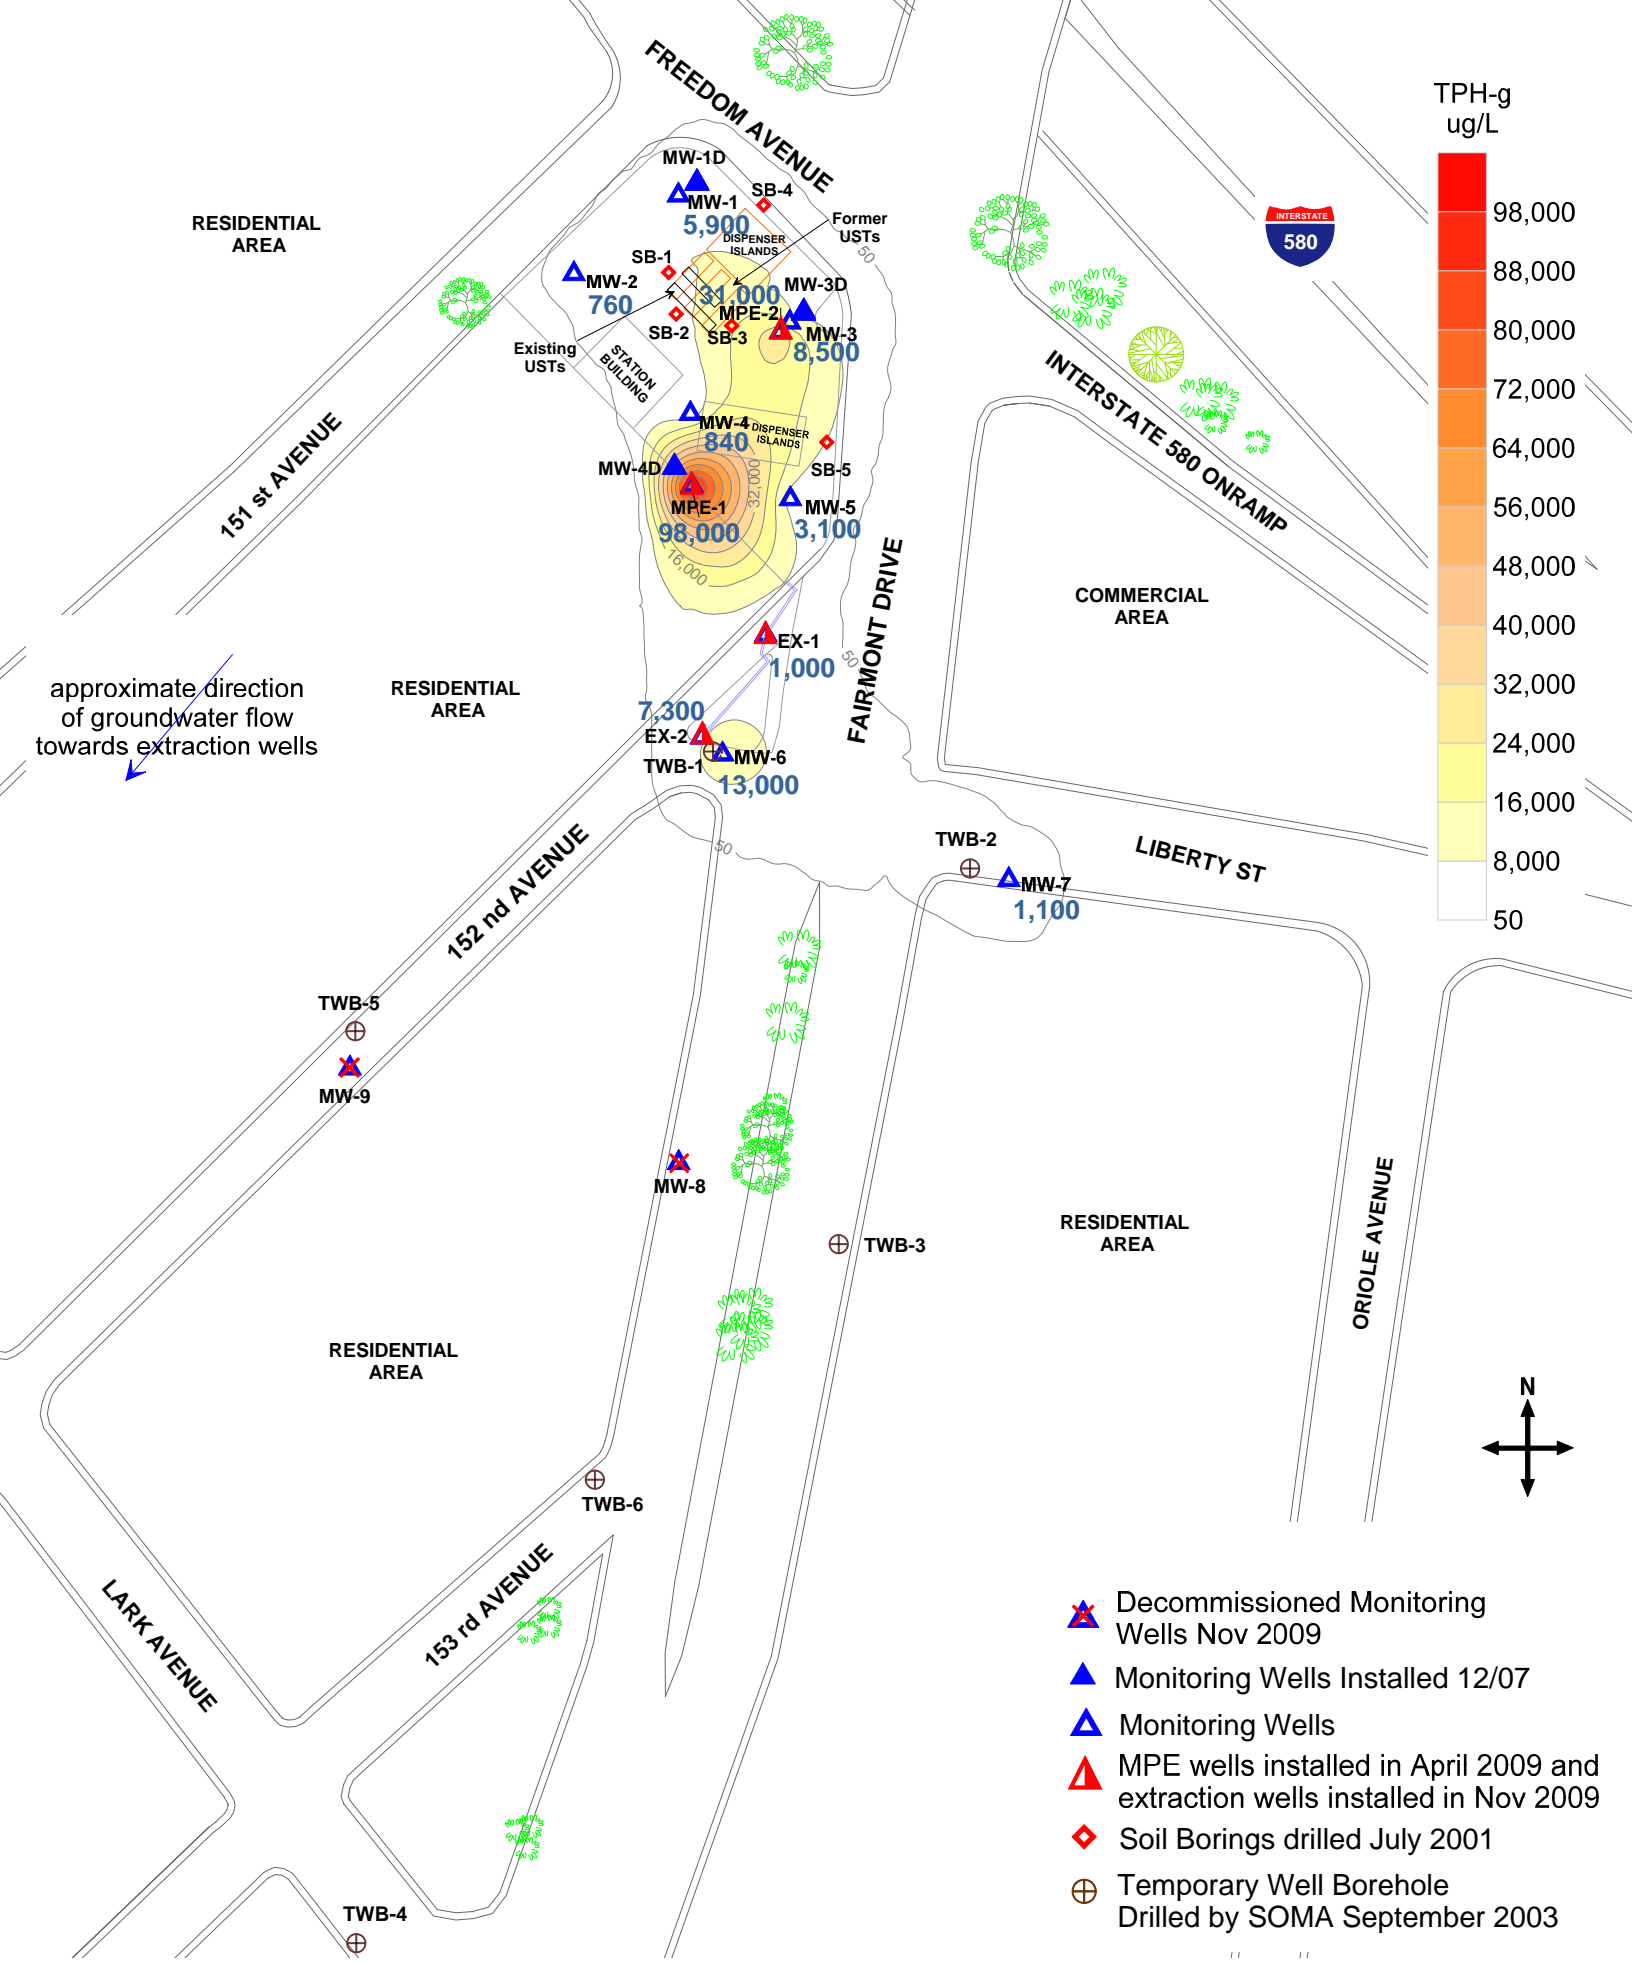 FREEDOM AVENUE
TPH-g
ug/L
98,000
88,000
80,000
72,000
64,000
56,000
48,000
40,000
32,000
24,000
16,000
8,000
50
INTERSTATE
580
RESIDENTIAL
AREA
MW-1D
MW-1
5,900
SB-4
DISPENSER
ISLANDS
Former
USTs
50
SB-1
MW-2
760
31,000
MPE-2
MW-3D
MW-3
8,500
SB-2
SB-3
Existing
USTs
STATION
BUILDING
MW-4
840
DISPENSER
ISLANDS
SB-5
MW-4D
32,000
MPE-1
98,000
MW-5
3,100
16,000
151 st AVENUE
INTERSTATE 580 ONRAMP
COMMERCIAL
AREA
FAIRMONT DRIVE
EX-1
1,000
50
approximate direction
of groundwater flow
towards extraction wells
RESIDENTIAL
AREA
7,300
EX-2
TWB-1
MW-6
13,000
50
TWB-2
MW-7
1,100
LIBERTY ST
152 nd AVENUE
TWB-5
MW-9
MW-8
TWB-3
RESIDENTIAL
AREA
ORIOLE AVENUE
RESIDENTIAL
AREA
N
TWB-6
153 rd AVENUE
LARK AVENUE
TWB-4
Decommissioned Monitoring
Wells Nov 2009
Monitoring Wells Installed 12/07
Monitoring Wells
MPE wells installed in April 2009 and
extraction wells installed in Nov 2009
Soil Borings drilled July 2001
Temporary Well Borehole
Drilled by SOMA September 2003